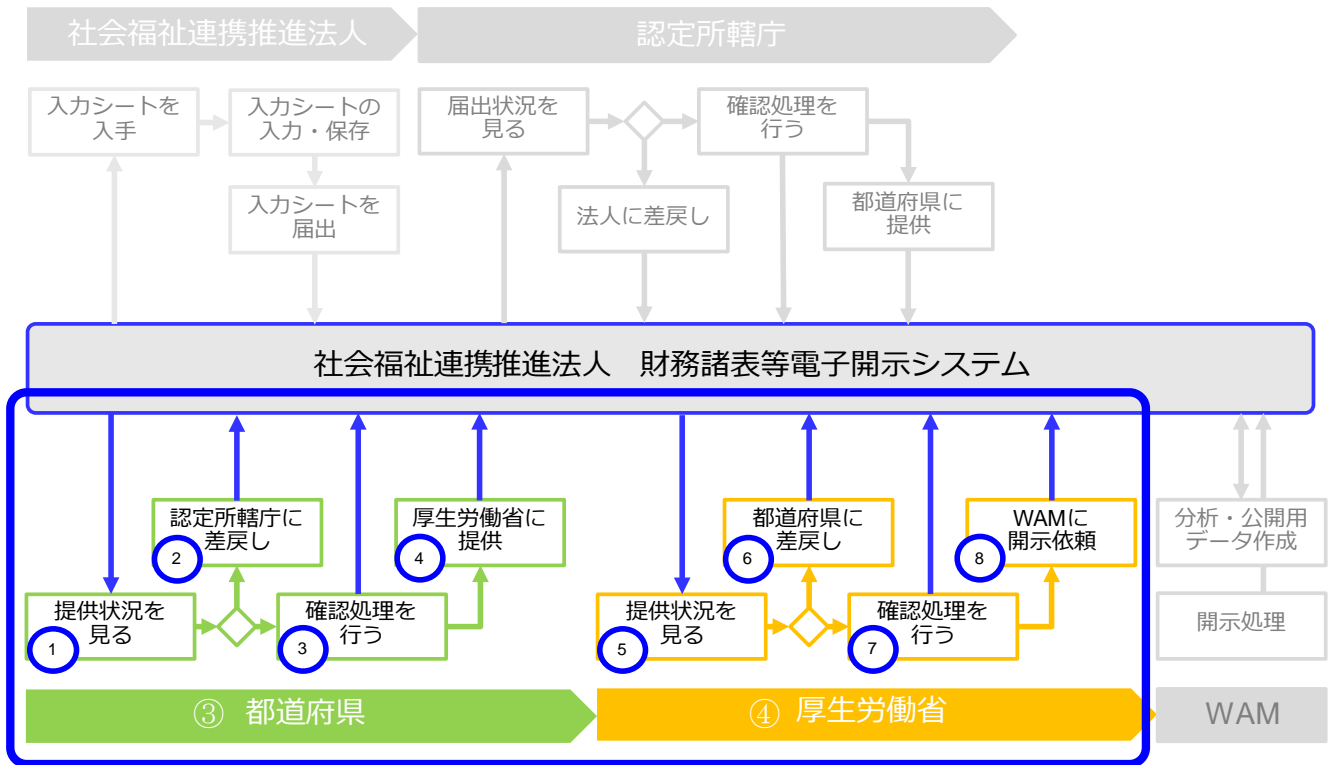 社会福祉連携推進法人
認定所轄庁
入力シートを
入手
入力シートの
入力・保存
入力シートを
届出
届出状況を
見る
法人に差戻し
確認処理を
行う
都道府県に
提供
社会福祉連携推進法人　財務諸表等電子開示システム
提供状況を
見る
1
認定所轄庁に
差戻し
2
確認処理を
行う
3
厚生労働省に
提供
4
提供状況を
見る
5
都道府県に
差戻し
6
確認処理を
行う
7
WAMに
開示依頼
8
分析・公開用
データ作成
開示処理
③ 都道府県
④ 厚生労働省
WAM